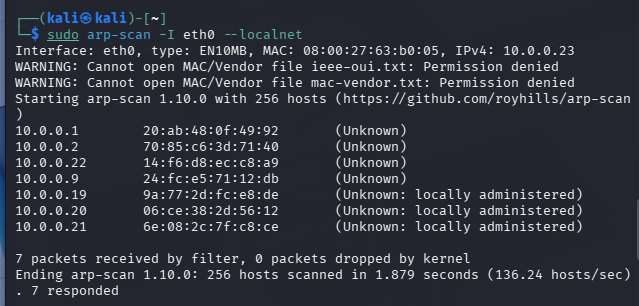 ┌──(kali㉿kali)-[~]
└─$ sudo arp-scan -I eth0 --localnet
Interface: eth0, type: EN10MB, MAC: 08:00:27:63:b0:05, IPv4: 10.0.0.23
WARNING: Cannot open MAC/Vendor file ieee-oui.txt: Permission denied
WARNING: Cannot open MAC/Vendor file mac-vendor.txt: Permission denied
Starting arp-scan 1.10.0 with 256 hosts (https://github.com/royhills/arp-scan
)
10.0.0.1 20:ab:48:0f:49:92 (Unknown)
10.0.0.2 70:85:c6:3d:71:40 (Unknown)
10.0.0.22 14:f6:d8:ec:c8:a9 (Unknown)
10.0.0.9 24:fc:e5:71:12:db (Unknown)
10.0.0.19 9a:77:2d:fc:e8:de (Unknown: locally administered)
10.0.0.20 06:ce:38:2d:56:12 (Unknown: locally administered)
10.0.0.21 6e:08:2c:7f:c8:ce (Unknown: locally administered)
7 packets received by filter, 0 packets dropped by kernel
Ending arp-scan 1.10.0: 256 hosts scanned in 1.879 seconds (136.24 hosts/sec)
. 7 responded